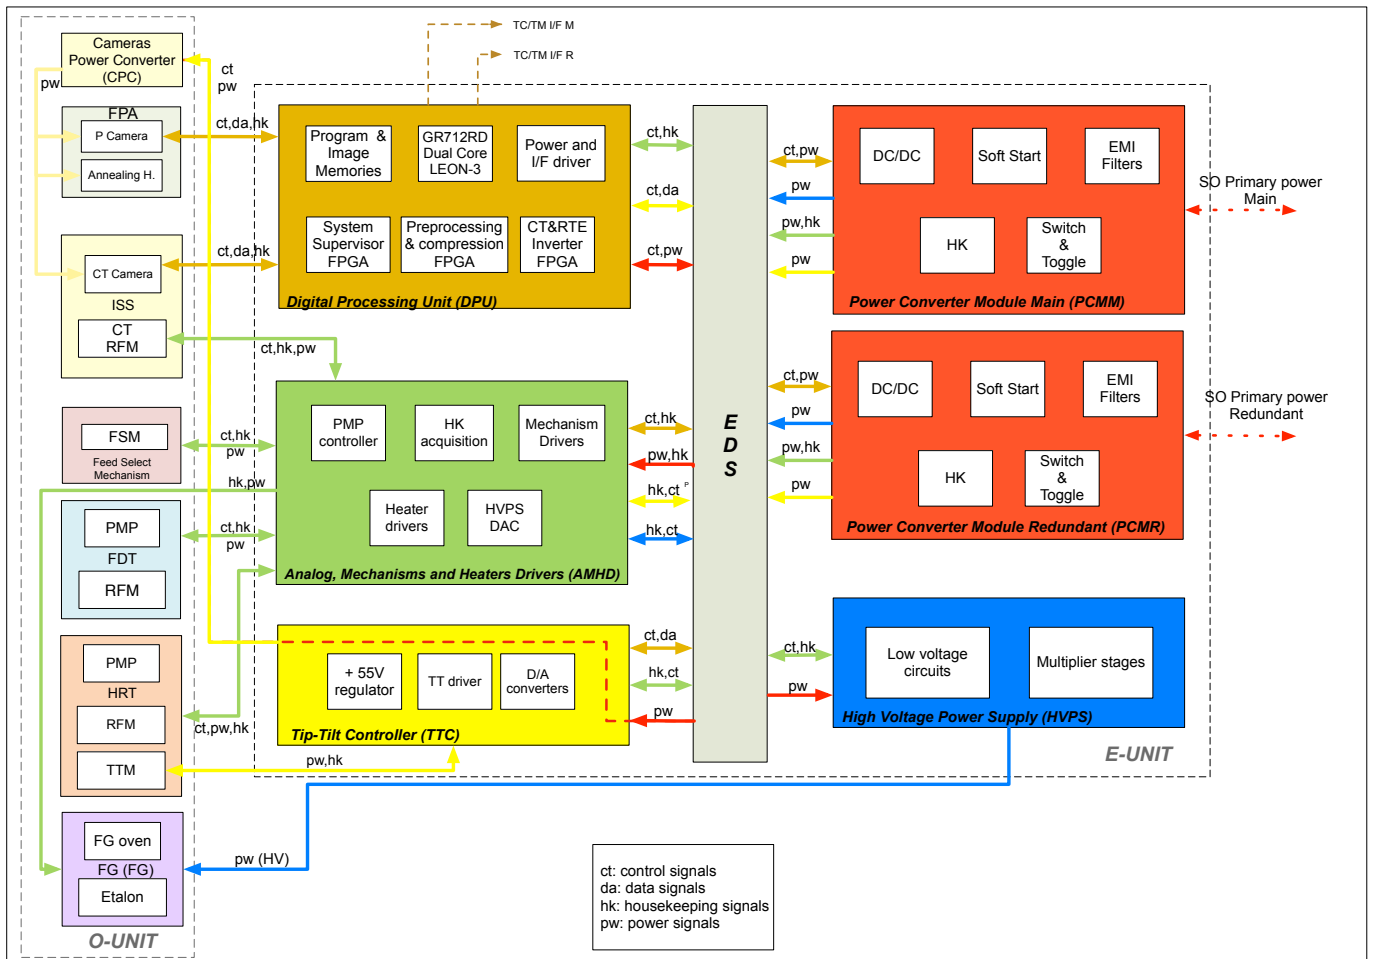 TC/TM I/F M
TC/TM I/F R
Cameras
Power Converter
(CPC)
pw
ct
pw
FPA
P Camera
Annealing H.
ct,da,hk
CT Camera
ISS
CT
RFM
ct,da,hk
ct,hk,pw
FSM
Feed Select
Mechanism
ct,hk
pw
hk,pw
PMP
FDT
RFM
ct,hk
pw
PMP
HRT
RFM
TTM
ct,pw,hk
pw,hk
FG oven
FG (FG)
Etalon
pw (HV)
O-UNIT
Program &
Image
Memories
GR712RD
Dual Core
LEON-3
Power and
I/F driver
System
Supervisor
FPGA
Preprocessing
& compression
FPGA
CT&RTE
Inverter
FPGA
Digital Processing Unit (DPU)
ct,hk
ct,da
ct,pw
PMP
controller
HK
acquisition
Mechanism
Drivers
Heater
drivers
HVPS
DAC
Analog, Mechanisms and Heaters Drivers (AMHD)
ct,hk
pw,hk
hk,ct P
hk,ct
+ 55V
regulator
TT driver
D/A
converters
Tip-Tilt Controller (TTC)
ct,da
hk,ct
pw
E
D
S
ct,pw
pw
pw,hk
pw
DC/DC
Soft Start
EMI
Filters
HK
Switch
&
Toggle
Power Converter Module Main (PCMM)
SO Primary power
Main
ct,pw
pw
pw,hk
pw
DC/DC
Soft Start
EMI
Filters
HK
Switch
&
Toggle
Power Converter Module Redundant (PCMR)
SO Primary power
Redundant
ct,hk
pw
Low voltage
circuits
Multiplier stages
High Voltage Power Supply (HVPS)
E-UNIT
ct: control signals
da: data signals
hk: housekeeping signals
pw: power signals